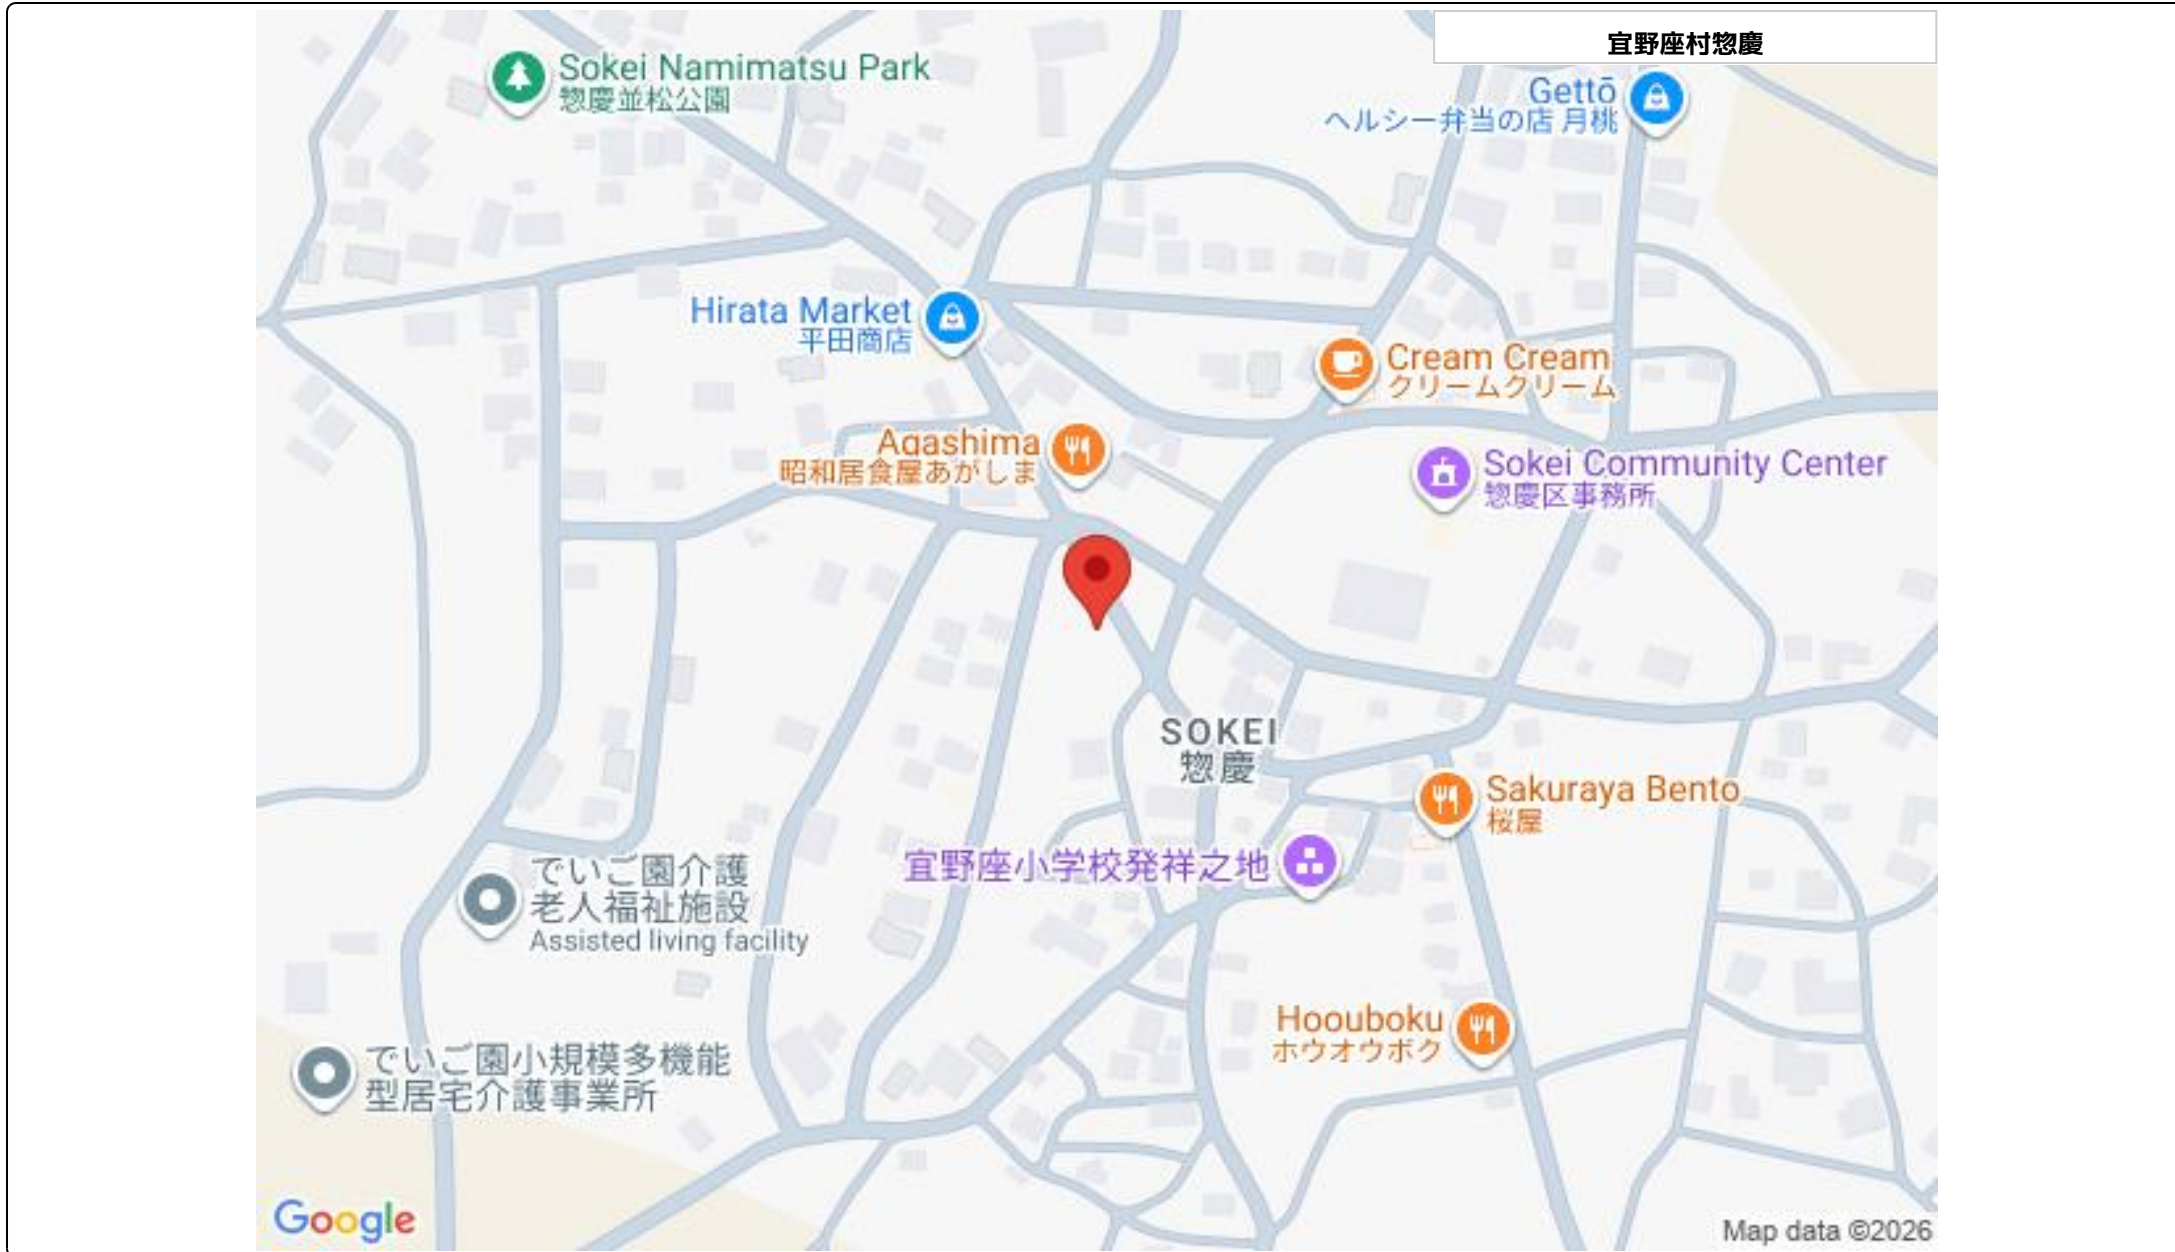 宜野座村惣慶
Sokei Namimatsu Park
惣慶並松公園
Gettō
ヘルシー弁当の店 月桃
Hirata Market
平田商店
Cream Cream
クリームクリーム
Agashima
昭和居食屋あがしま
Sokei Community Center
惣慶区事務所
SOKEI
惣慶
Sakuraya Bento
桜屋
宜野座小学校発祥之地
でいご園介護
老人福祉施設
Assisted living facility
Hoouboku
ホウオウボク
でいご園小規模多機能
型居宅介護事業所
Google
Map data ©2026